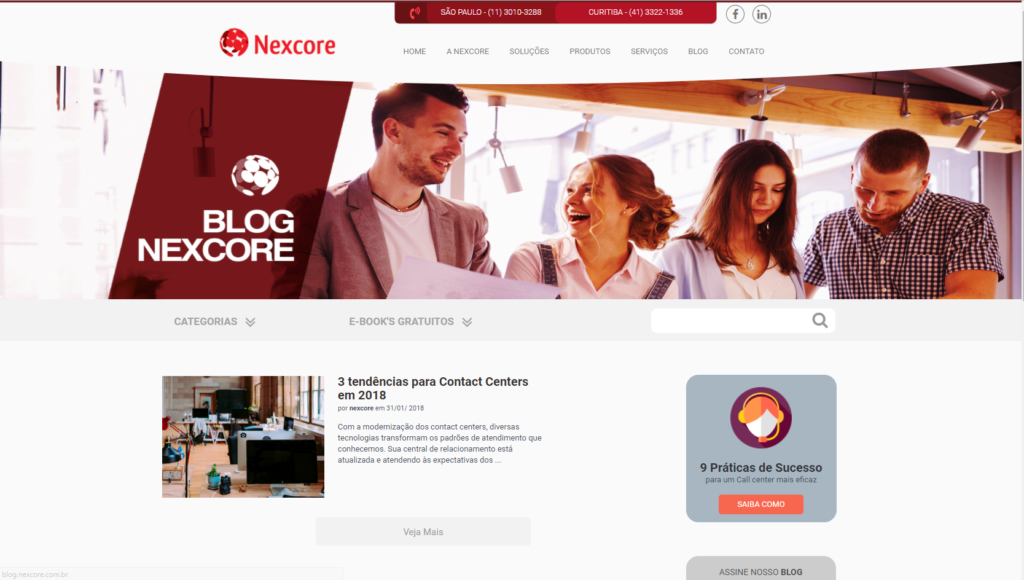 SÃO PAULO - (11) 3010-3288
CURITIBA - (41) 3322-1336
Nexcore
HOME
A NEXCORE
SOLUÇÕES
PRODUTOS
SERVIÇOS
BLOG
CONTATO
BLOG
NEXCORE
CATEGORIAS
E-BOOK'S GRATUITOS
3 tendências para Contact Centers
em 2018
por nexcore em 31/01/ 2018
Com a modernização dos contact centers, diversas
tecnologias transformam os padrões de atendimento que
conhecemos. Sua central de relacionamento está
atualizada e atendendo às expectativas dos ...
Veja Mais
9 Práticas de Sucesso
para um Call center mais eficaz
SAIBA COMO
ASSINE NOSSO BLOG
blog.nexcore.com.br